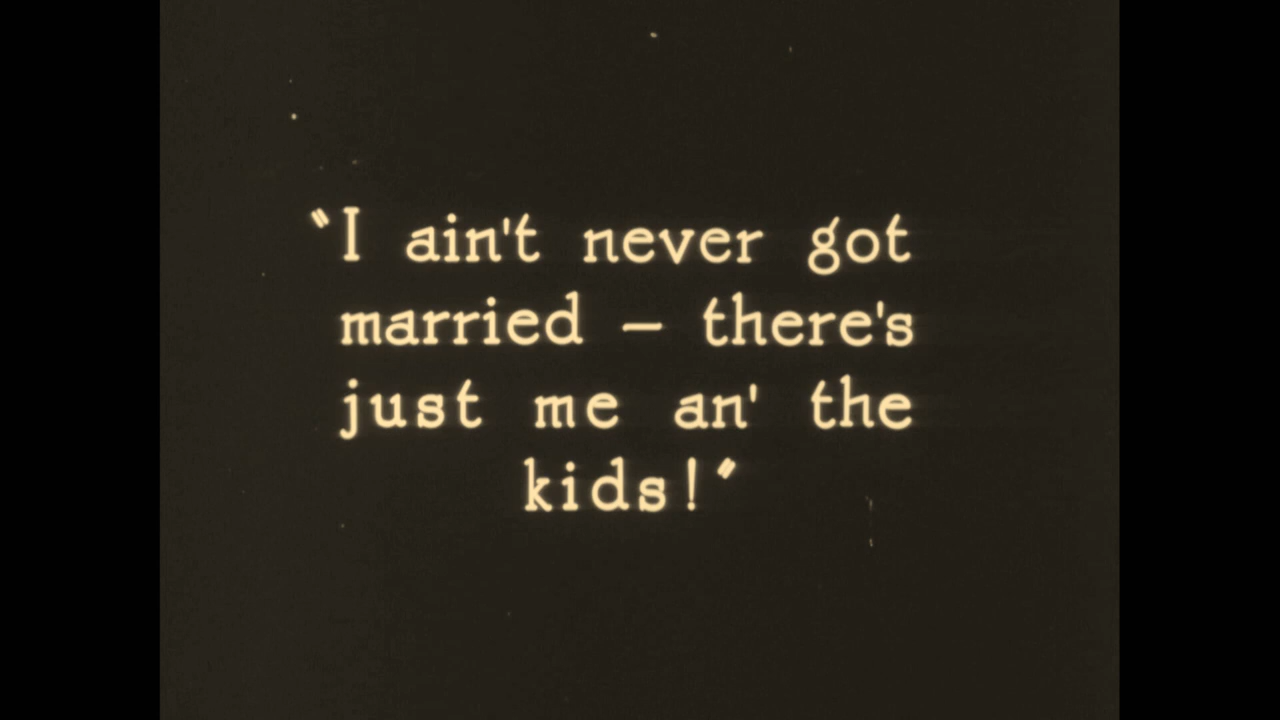 “I ain't never got
married — there's
just me an' the
kids!”